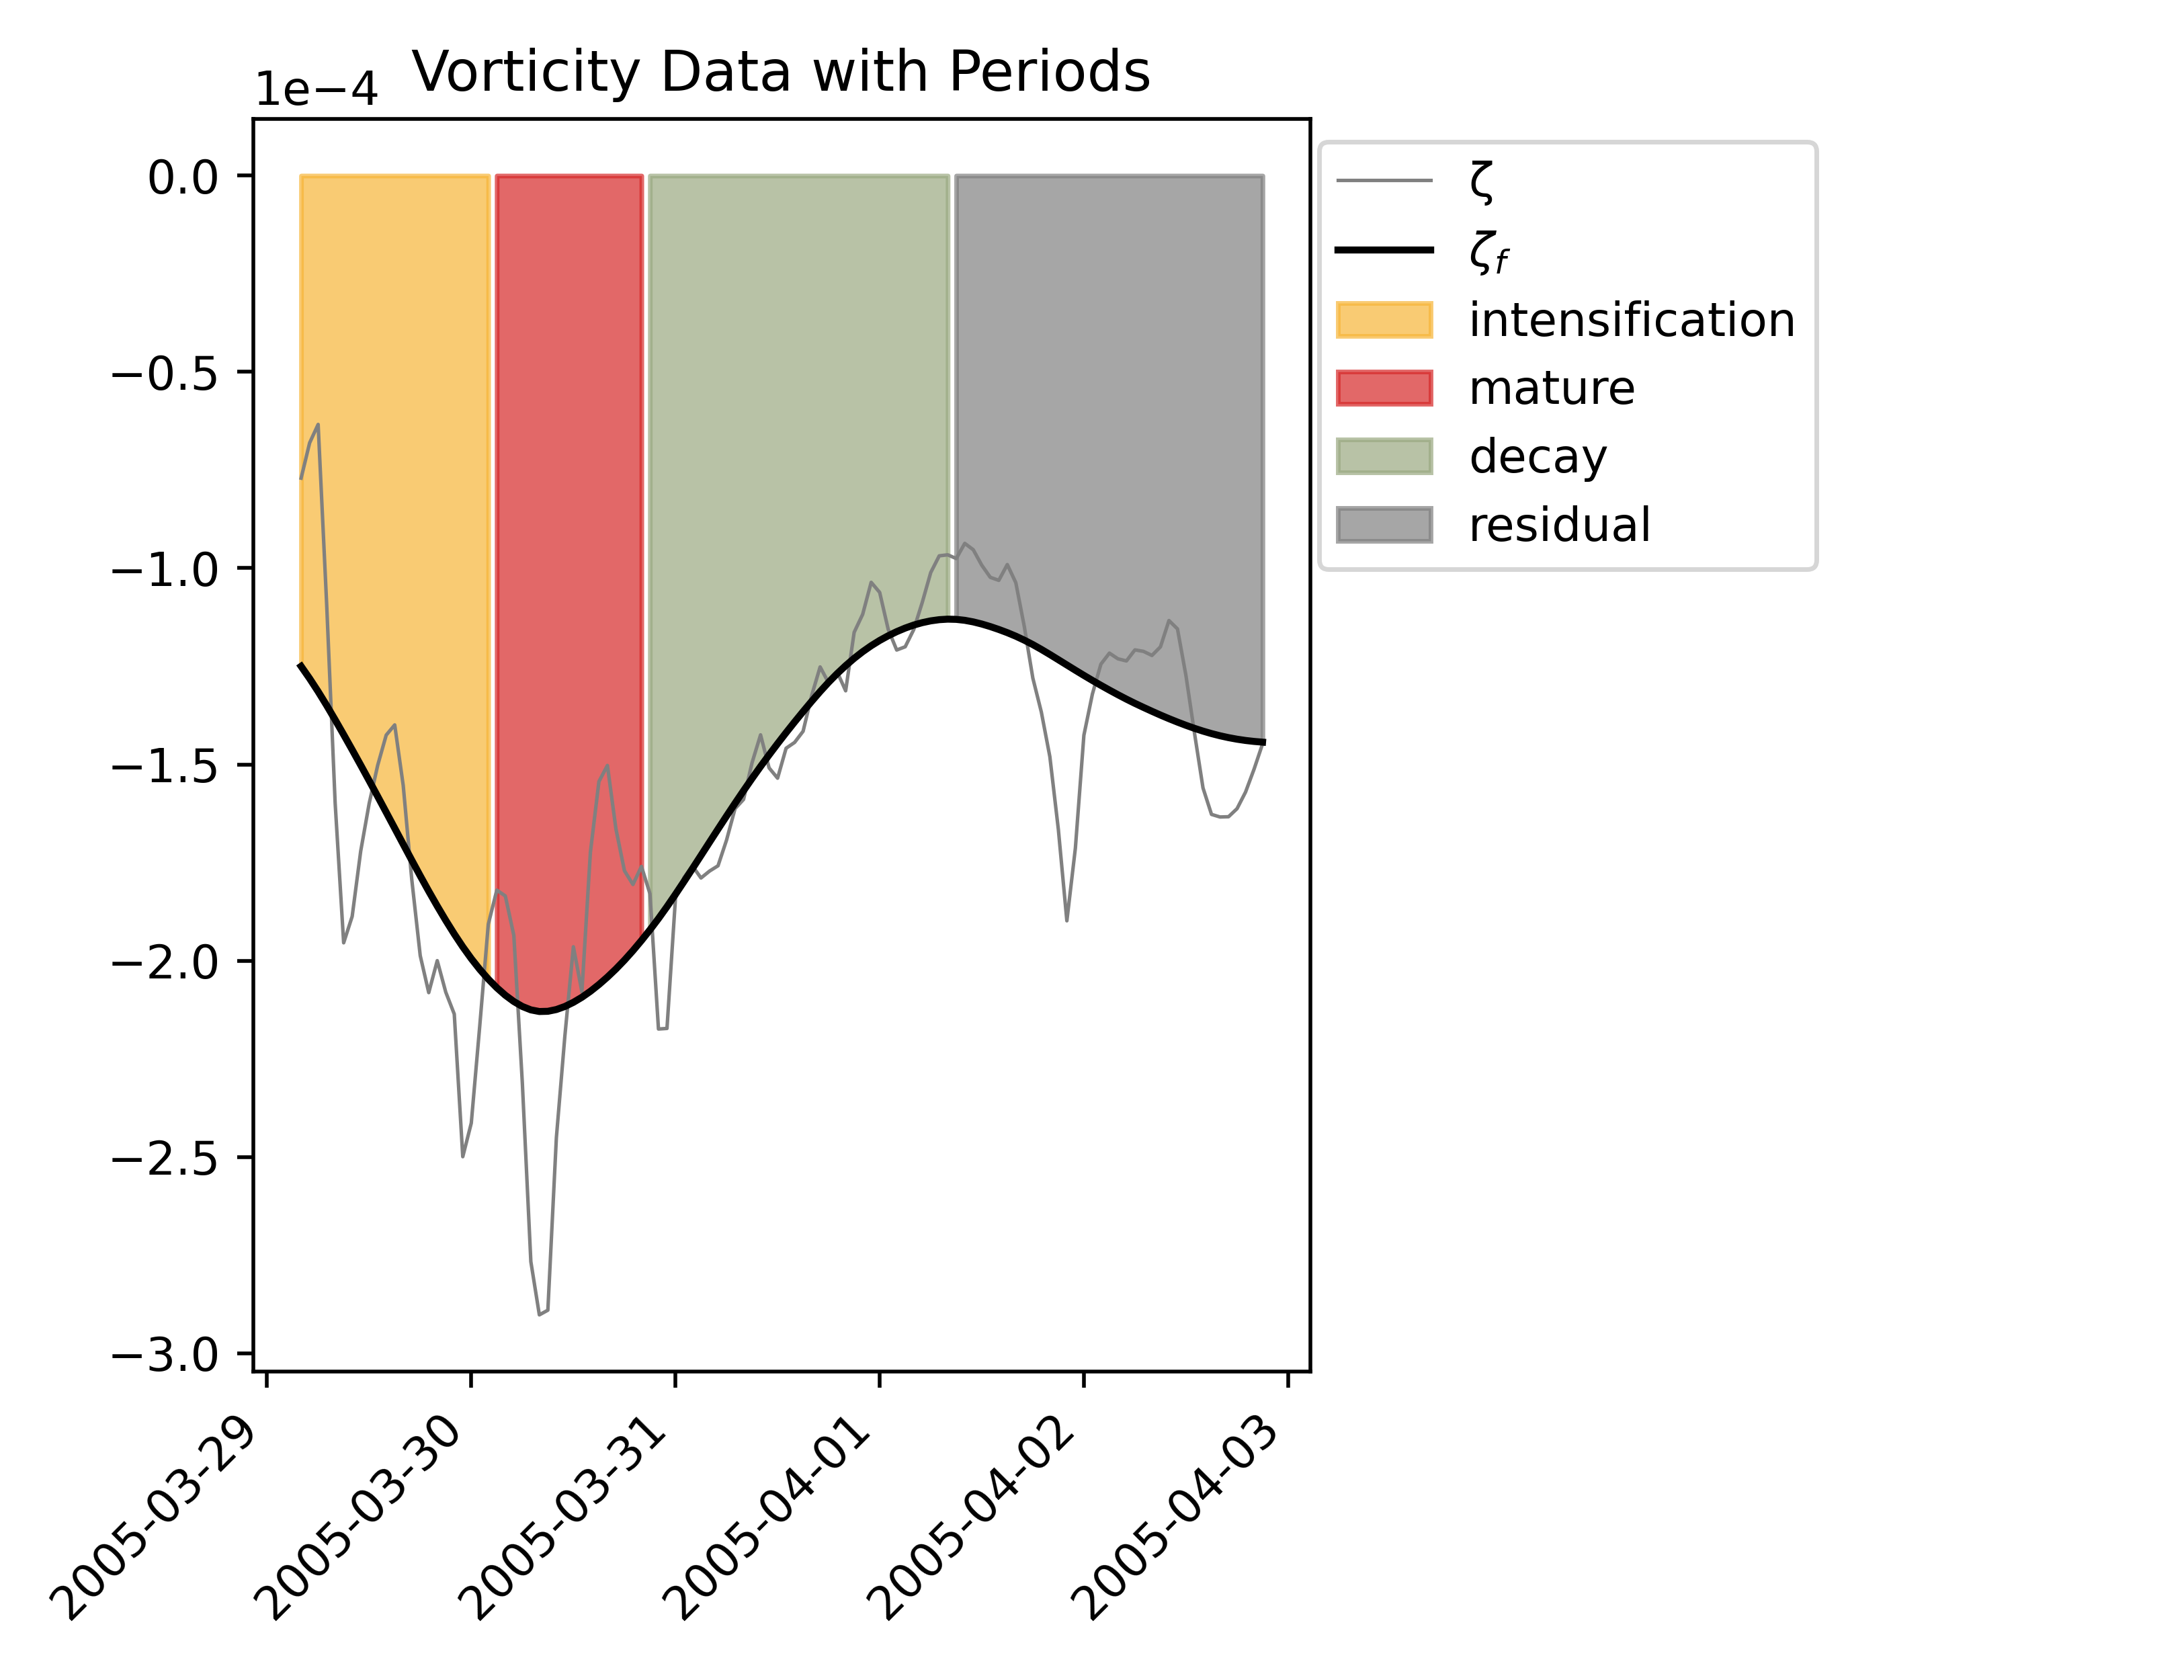 Vorticity Data with Periods
1e−4
0.0
−0.5
−1.0
−1.5
−2.0
−2.5
−3.0
2005-03-29
2005-03-30
2005-03-31
2005-04-01
2005-04-02
2005-04-03
ζ
ζf
intensification
mature
decay
residual